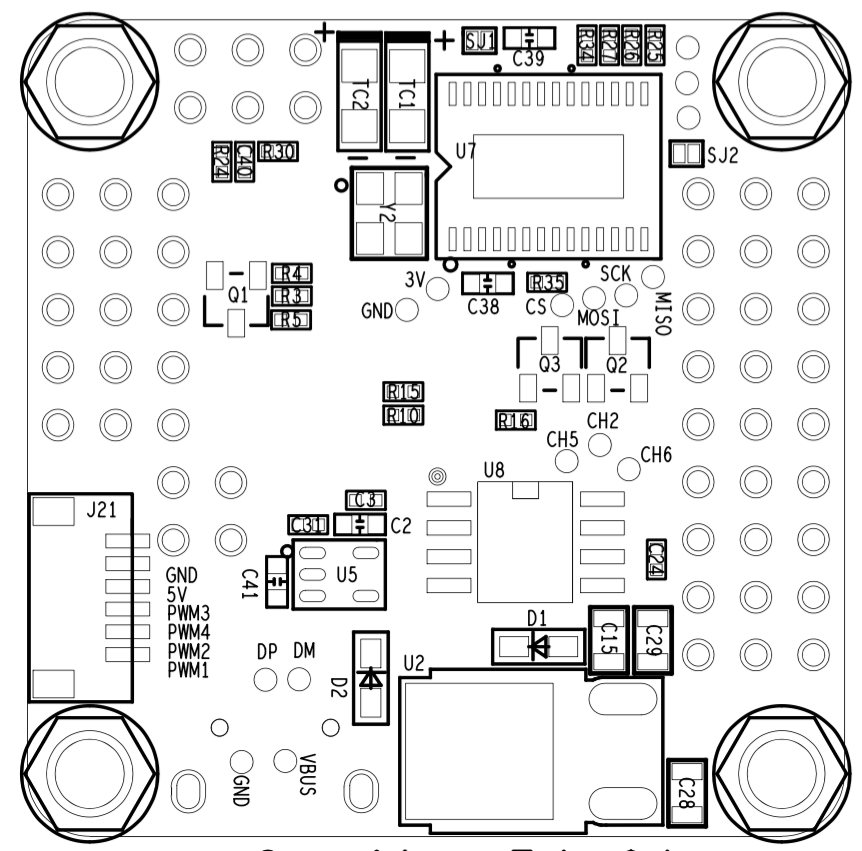 +
+
SJ1
C39
R34
R27
R26
R25
TC2
TC1
U7
SJ2
R24
C40
R30
Y2
3V
GND
C38
R35
CS
SCK
MOSI
MISO
Q1
R4
R3
R5
Q3
Q2
R15
R10
R16
CH2
CH5
CH6
U8
J21
C3
C31
C2
C41
U5
C24
GND
5V
PWM3
PWM4
PWM2
PWM1
D1
C15
C29
DP
DM
D2
U2
GND
VBUS
C28